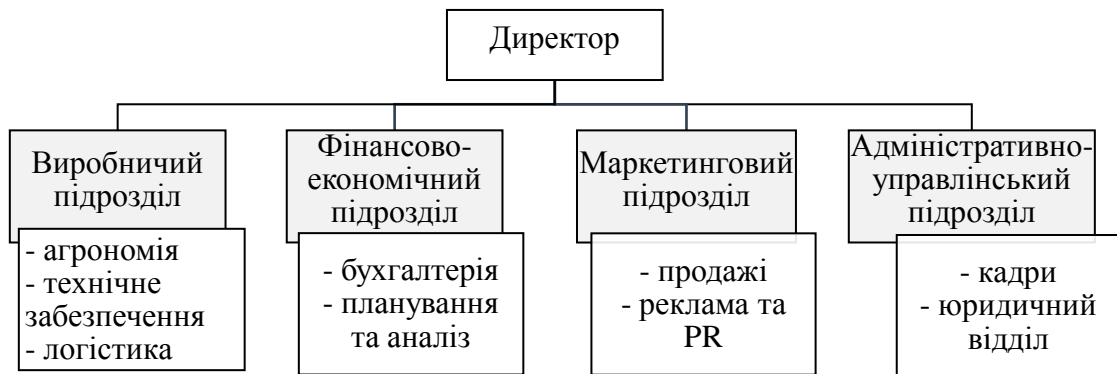 Директор
Виробничий
підрозділ
- агрономія
- технічне
забезпечення
- логістика
Фінансово-
економічний
підрозділ
- бухгалтерія
- планування
та аналіз
Маркетинговий
підрозділ
- продажі
- реклама та
PR
Адміністративно-
управлінський
підрозділ
- кадри
- юридичний
відділ